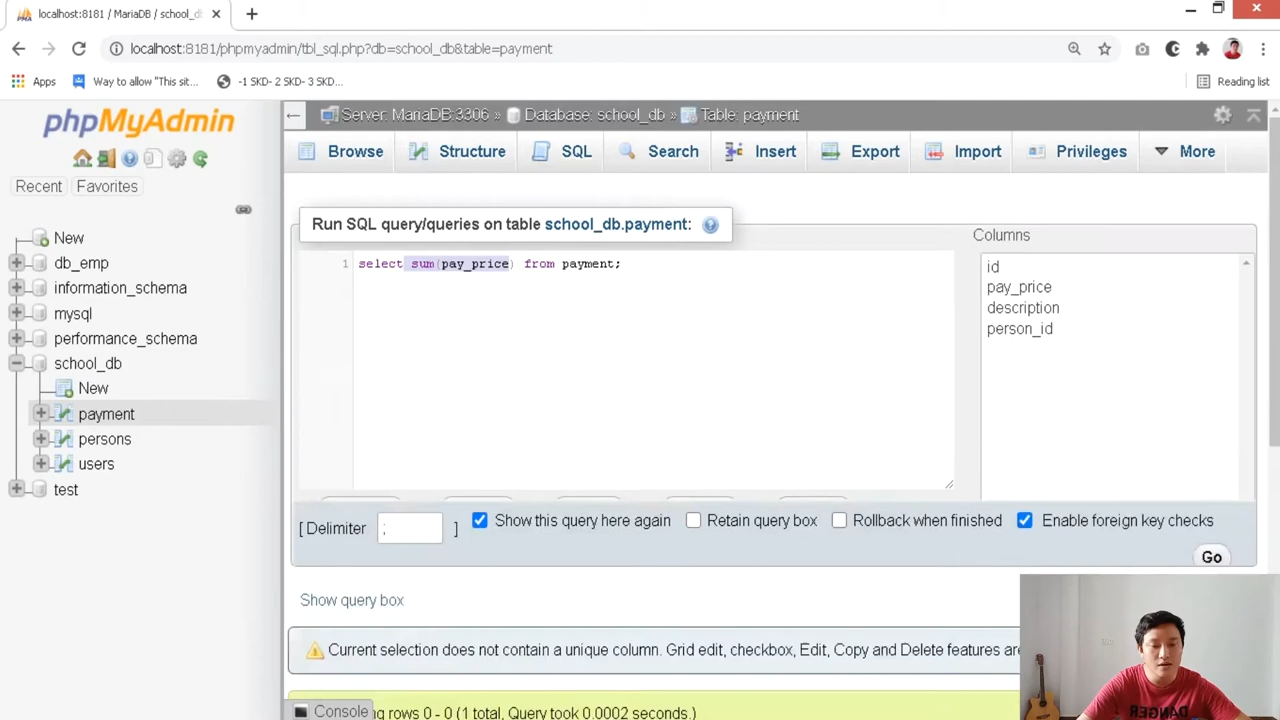 localhost:8181 / MariaDB / school_d
localhost:8181/phpmyadmin/tbl_sql.php?db=school_db&table=payment
Apps Way to allow "This sit... -1 SKD- 2 SKD- 3 SKD... Reading list
phpMyAdmin
Server: MariaDB:3306 » Database: school_db » Table: payment
Browse Structure SQL Search Insert Export Import Privileges More
Recent Favorites
New
db_emp
information_schema
mysql
performance_schema
school_db
New
payment
persons
users
test
Run SQL query/queries on table school_db.payment:
1 select sum(pay_price) from payment;
Columns
id
pay_price
description
person_id
[ Delimiter ; ] Show this query here again Retain query box Rollback when finished Enable foreign key checks
Go
Show query box
Current selection does not contain a unique column. Grid edit, checkbox, Edit, Copy and Delete features are
Console ng rows 0 - 0 (1 total, Query took 0.0002 seconds.)
DANGER